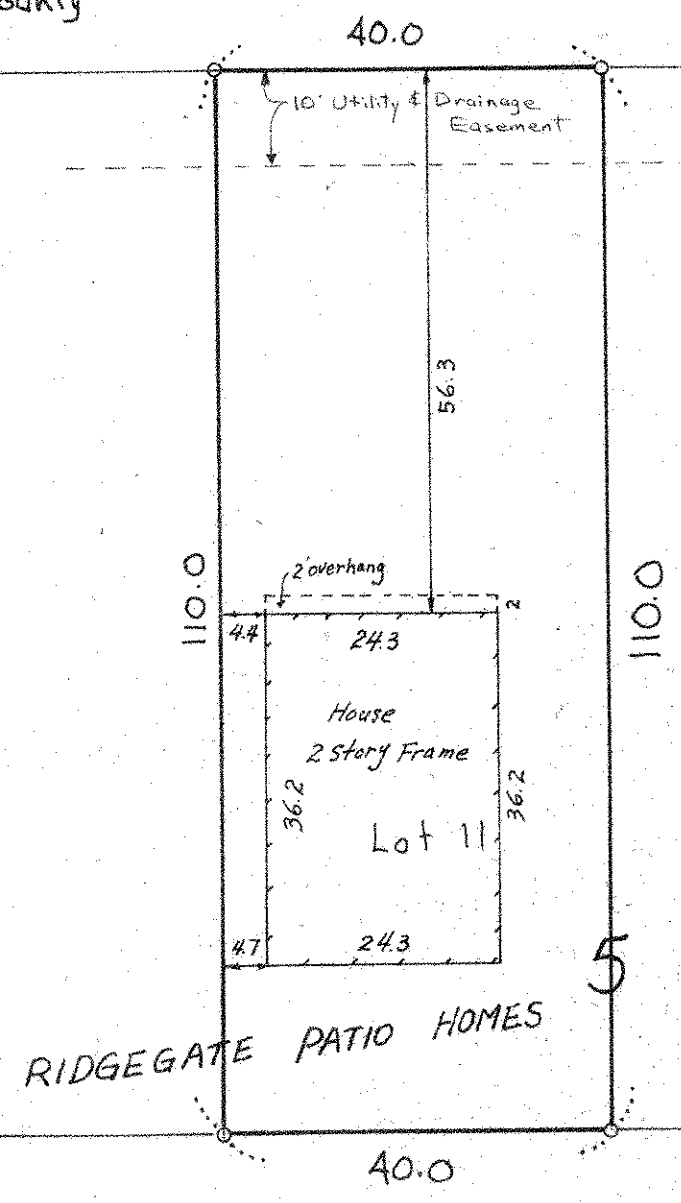 40.0
10' Utility & Drainage
Easement
56.3
110.0
110.0
2'overhang
2
4.4
24.3
House
2 Story Frame
36.2
36.2
Lot 11
4.7
24.3
5
RIDGEGATE PATIO HOMES
40.0